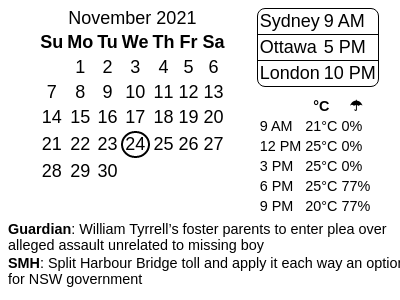 November 2021
Su Mo Tu We Th Fr Sa
1 2 3 4 5 6
7 8 9 10 11 12 13
14 15 16 17 18 19 20
21 22 23 24 25 26 27
28 29 30
Sydney 9 AM
Ottawa 5 PM
London 10 PM
°C ☂
9 AM 21°C 0%
12 PM 25°C 0%
3 PM 25°C 0%
6 PM 25°C 77%
9 PM 20°C 77%
Guardian: William Tyrrell’s foster parents to enter plea over
alleged assault unrelated to missing boy
SMH: Split Harbour Bridge toll and apply it each way an optio
for NSW government